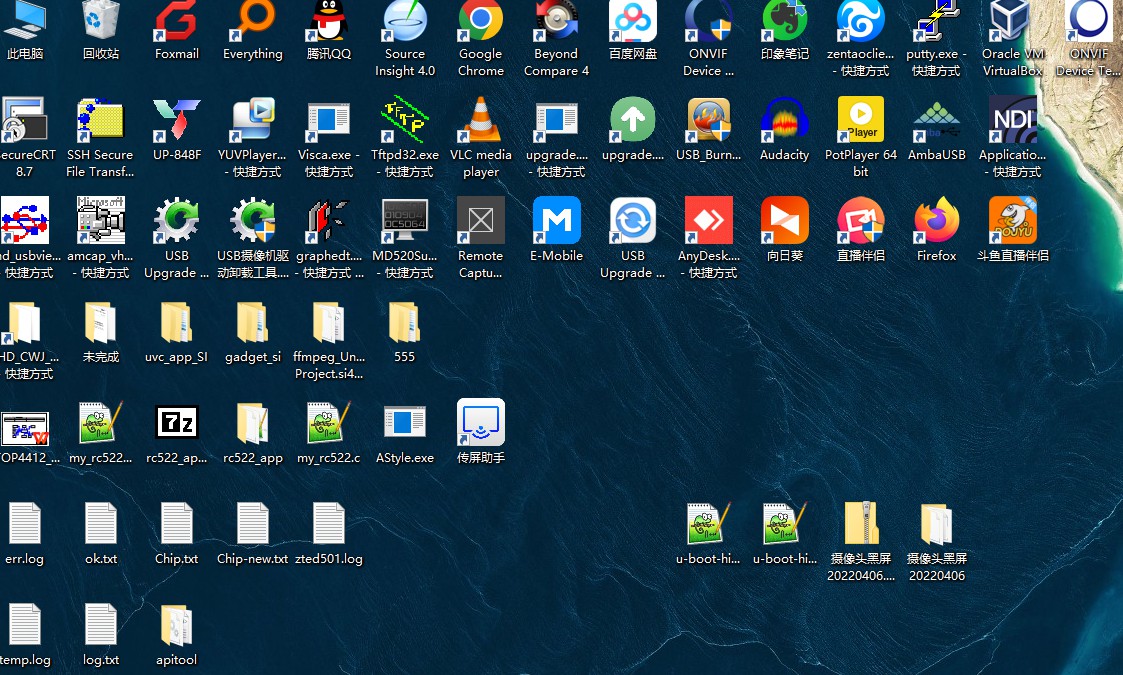 此电脑
回收站
Foxmail
Everything
腾讯QQ
Source
Insight 4.0
Google
Chrome
Beyond
Compare 4
百度网盘
ONVIF
Device ...
印象笔记
zentaoclie...
- 快捷方式
putty.exe -
快捷方式
Oracle VM
VirtualBox
ONVIF
Device Te...
SecureCRT
8.7
SSH Secure
File Transf...
UP-848F
YUVPlayer...
- 快捷方式
Visca.exe -
快捷方式
TFTP
Tftpd32.exe
- 快捷方式
VLC media
player
upgrade....
- 快捷方式
upgrade....
USB_Burn...
Audacity
Player
PotPlayer 64
bit
AmbaUSB
NDI
Applicatio...
- 快捷方式
nd_usbvie...
快捷方式
Microsoft
amcap_vh...
- 快捷方式
USB
Upgrade ...
USB摄像机驱
动卸载工具....
graphedt....
- 快捷方式
010904
0C5064
MD520Su...
- 快捷方式
Remote
Captu...
E-Mobile
USB
Upgrade ...
AnyDesk....
- 快捷方式
向日葵
直播伴侣
Firefox
DOUYU
斗鱼直播伴侣
HD_CWJ_...
- 快捷方式
未完成
uvc_app_SI
gadget_si
ffmpeg_Un...
Project.si4...
555
TOP4412_...
my_rc522...
7z
rc522_ap...
rc522_app
my_rc522.c
AStyle.exe
传屏助手
err.log
ok.txt
Chip.txt
Chip-new.txt
zted501.log
u-boot-hi...
u-boot-hi...
摄像头黑屏
20220406....
摄像头黑屏
20220406
temp.log
log.txt
apitool